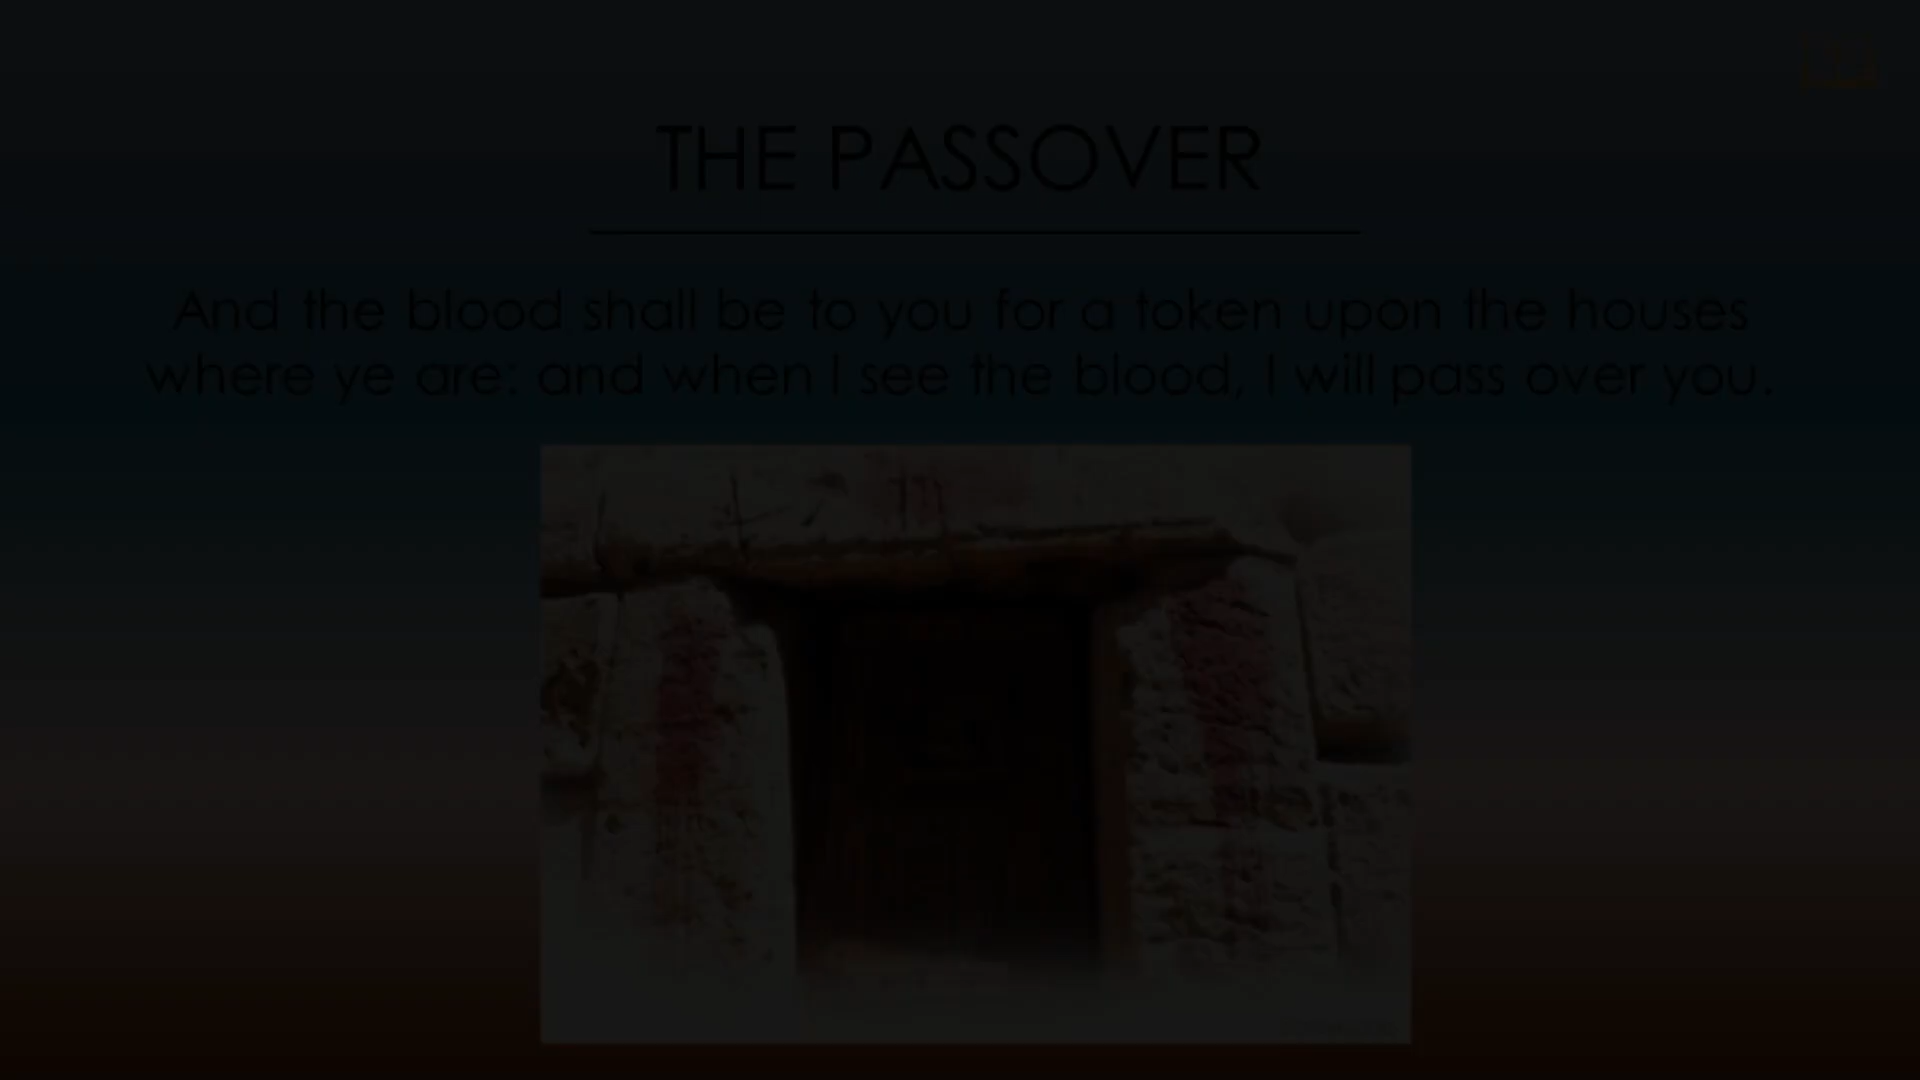 THE PASSOVER
And the blood shall be to you for a token upon the houses
where ye are: and when I see the blood, I will pass over you.